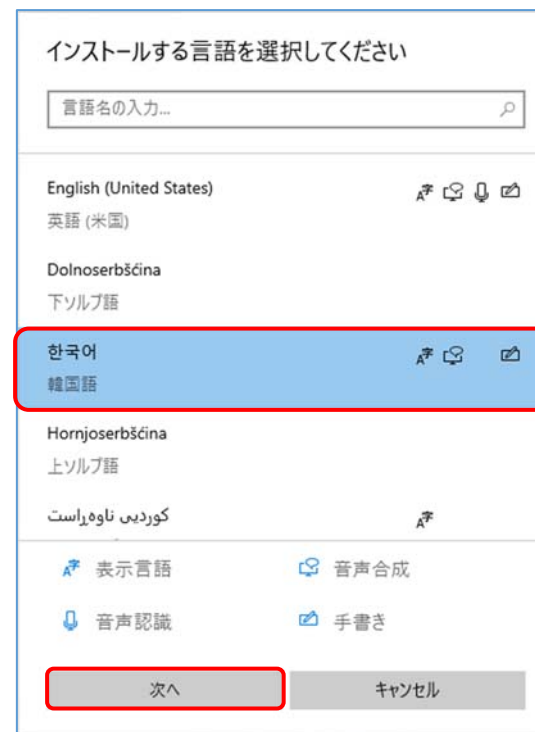 インストールする言語を選択してください
言語名の入力...
English (United States)
英語 (米国)
Dolnoserbšćina
下ソルブ語
한국어
韓国語
Hornjoserbšćina
上ソルブ語
کوردیی ناوەڕاست
表示言語 音声合成
音声認識 手書き
次へ キャンセル